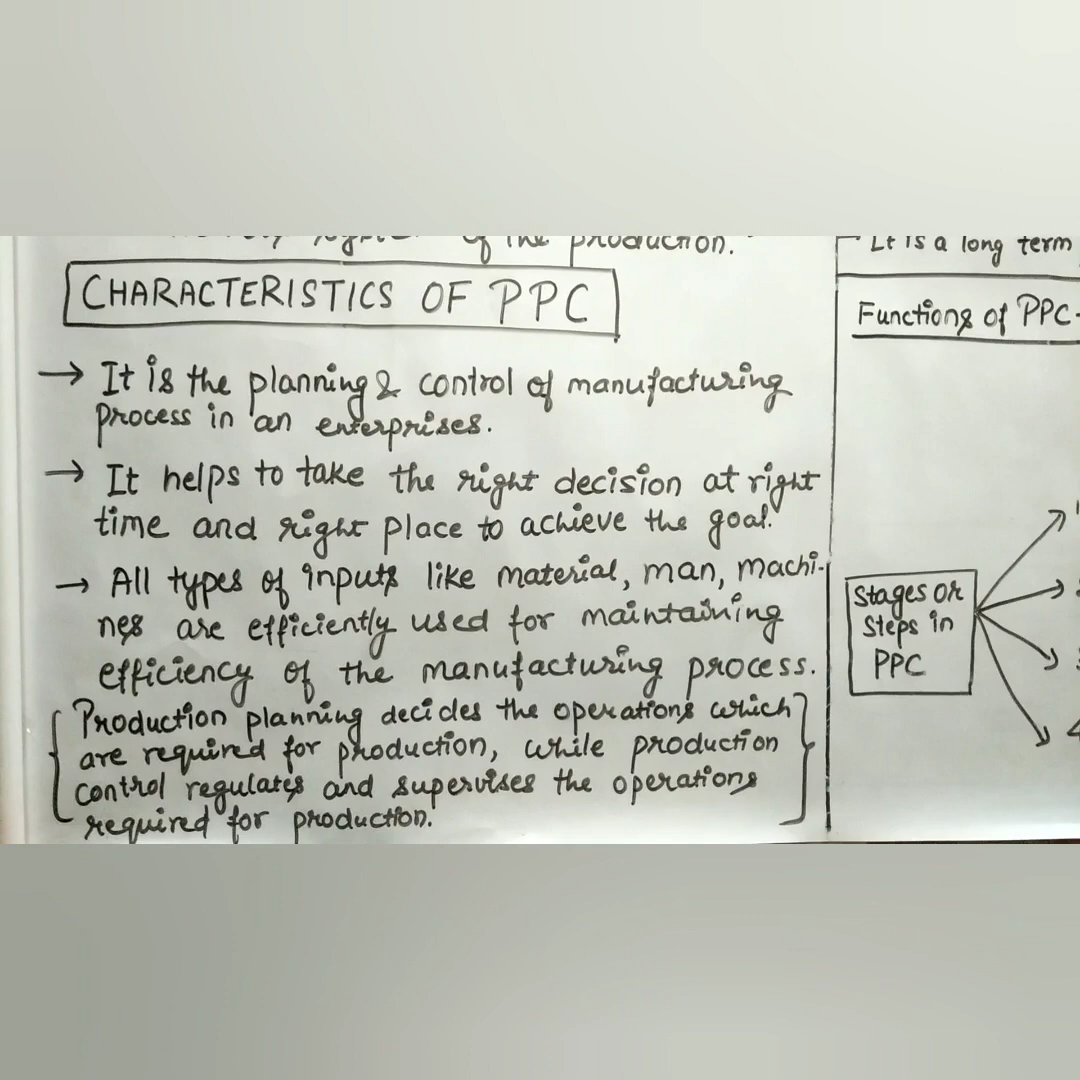 of the production.
CHARACTERISTICS OF PPC
→ It is the planning & control of manufacturing
process in an enterprises.
→ It helps to take the right decision at right
time and right place to achieve the goal.
→ All types of inputs like material, man, machi-
nes are efficiently used for maintaining
efficiency of the manufacturing process.
[Production planning decides the operations which
are required for production, while production
control regulates and supervises the operations
required for production.]
It is a long term
Functions of PPC-
Stages or
Steps in
PPC